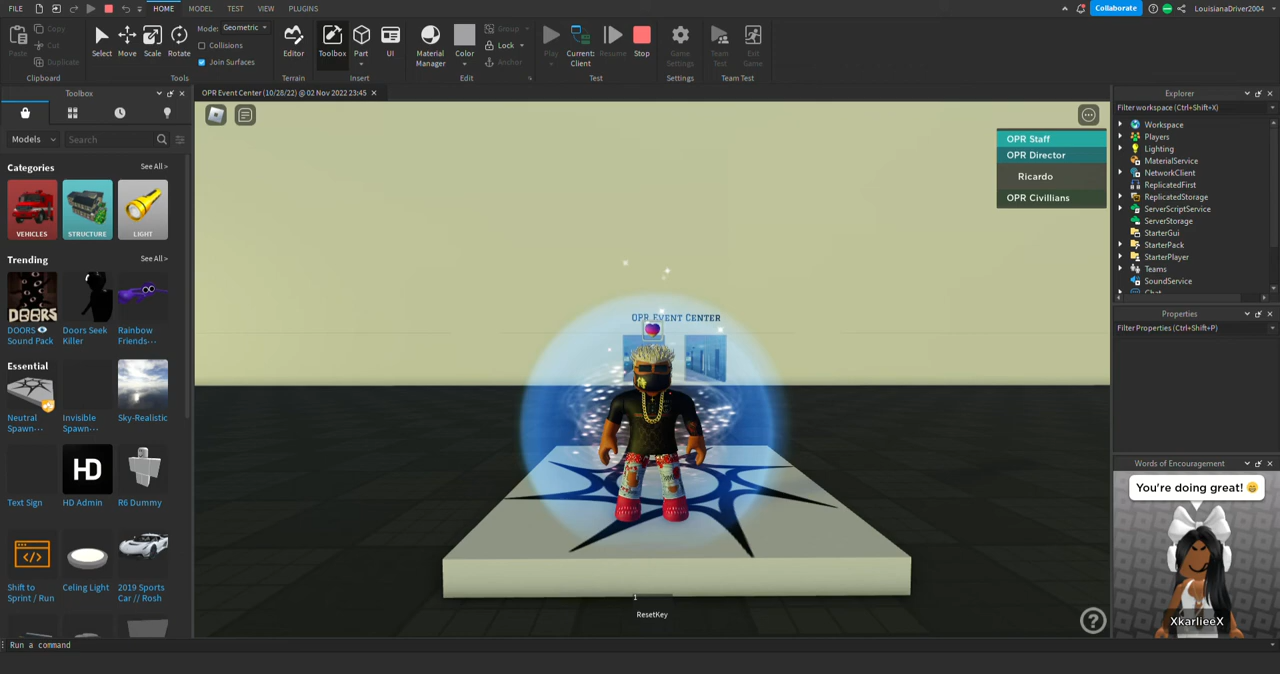 FILE
HOME
MODEL
TEST
VIEW
PLUGINS
Collaborate
LouisianaDriver2004
Paste
Copy
Cut
Duplicate
Clipboard
Select
Move
Scale
Rotate
Mode: Geometric
Collisions
Join Surfaces
Tools
Editor
Terrain
Toolbox
Part
UI
Insert
Material
Manager
Color
Group
Lock
Anchor
Edit
Play
Current:
Client
Resume
Stop
Test
Game
Settings
Settings
Team
Test
Exit
Game
Team Test
Toolbox
Models
Search
Categories
See All >
VEHICLES
STRUCTURE
LIGHT
Trending
See All >
DOORS
DOORS
Sound Pack
Doors Seek
Killer
Rainbow
Friends···
Essential
Neutral
Spawn···
Invisible
Spawn···
Sky-Realistic
HD
Text Sign
HD Admin
R6 Dummy
Shift to
Sprint / Run
Celing Light
2019 Sports
Car // Rosh
OPR Event Center (10/28/22) @ 02 Nov 2022 23:45
OPR Staff
OPR Director
Ricardo
OPR Civillians
OPR Event Center
1
ResetKey
?
Explorer
Filter workspace (Ctrl+Shift+X)
Workspace
Players
Lighting
MaterialService
NetworkClient
ReplicatedFirst
ReplicatedStorage
ServerScriptService
ServerStorage
StarterGui
StarterPack
StarterPlayer
Teams
SoundService
Chat
Properties
Filter Properties (Ctrl+Shift+P)
Words of Encouragement
You're doing great! 😁
XkarlieeX
Run a command